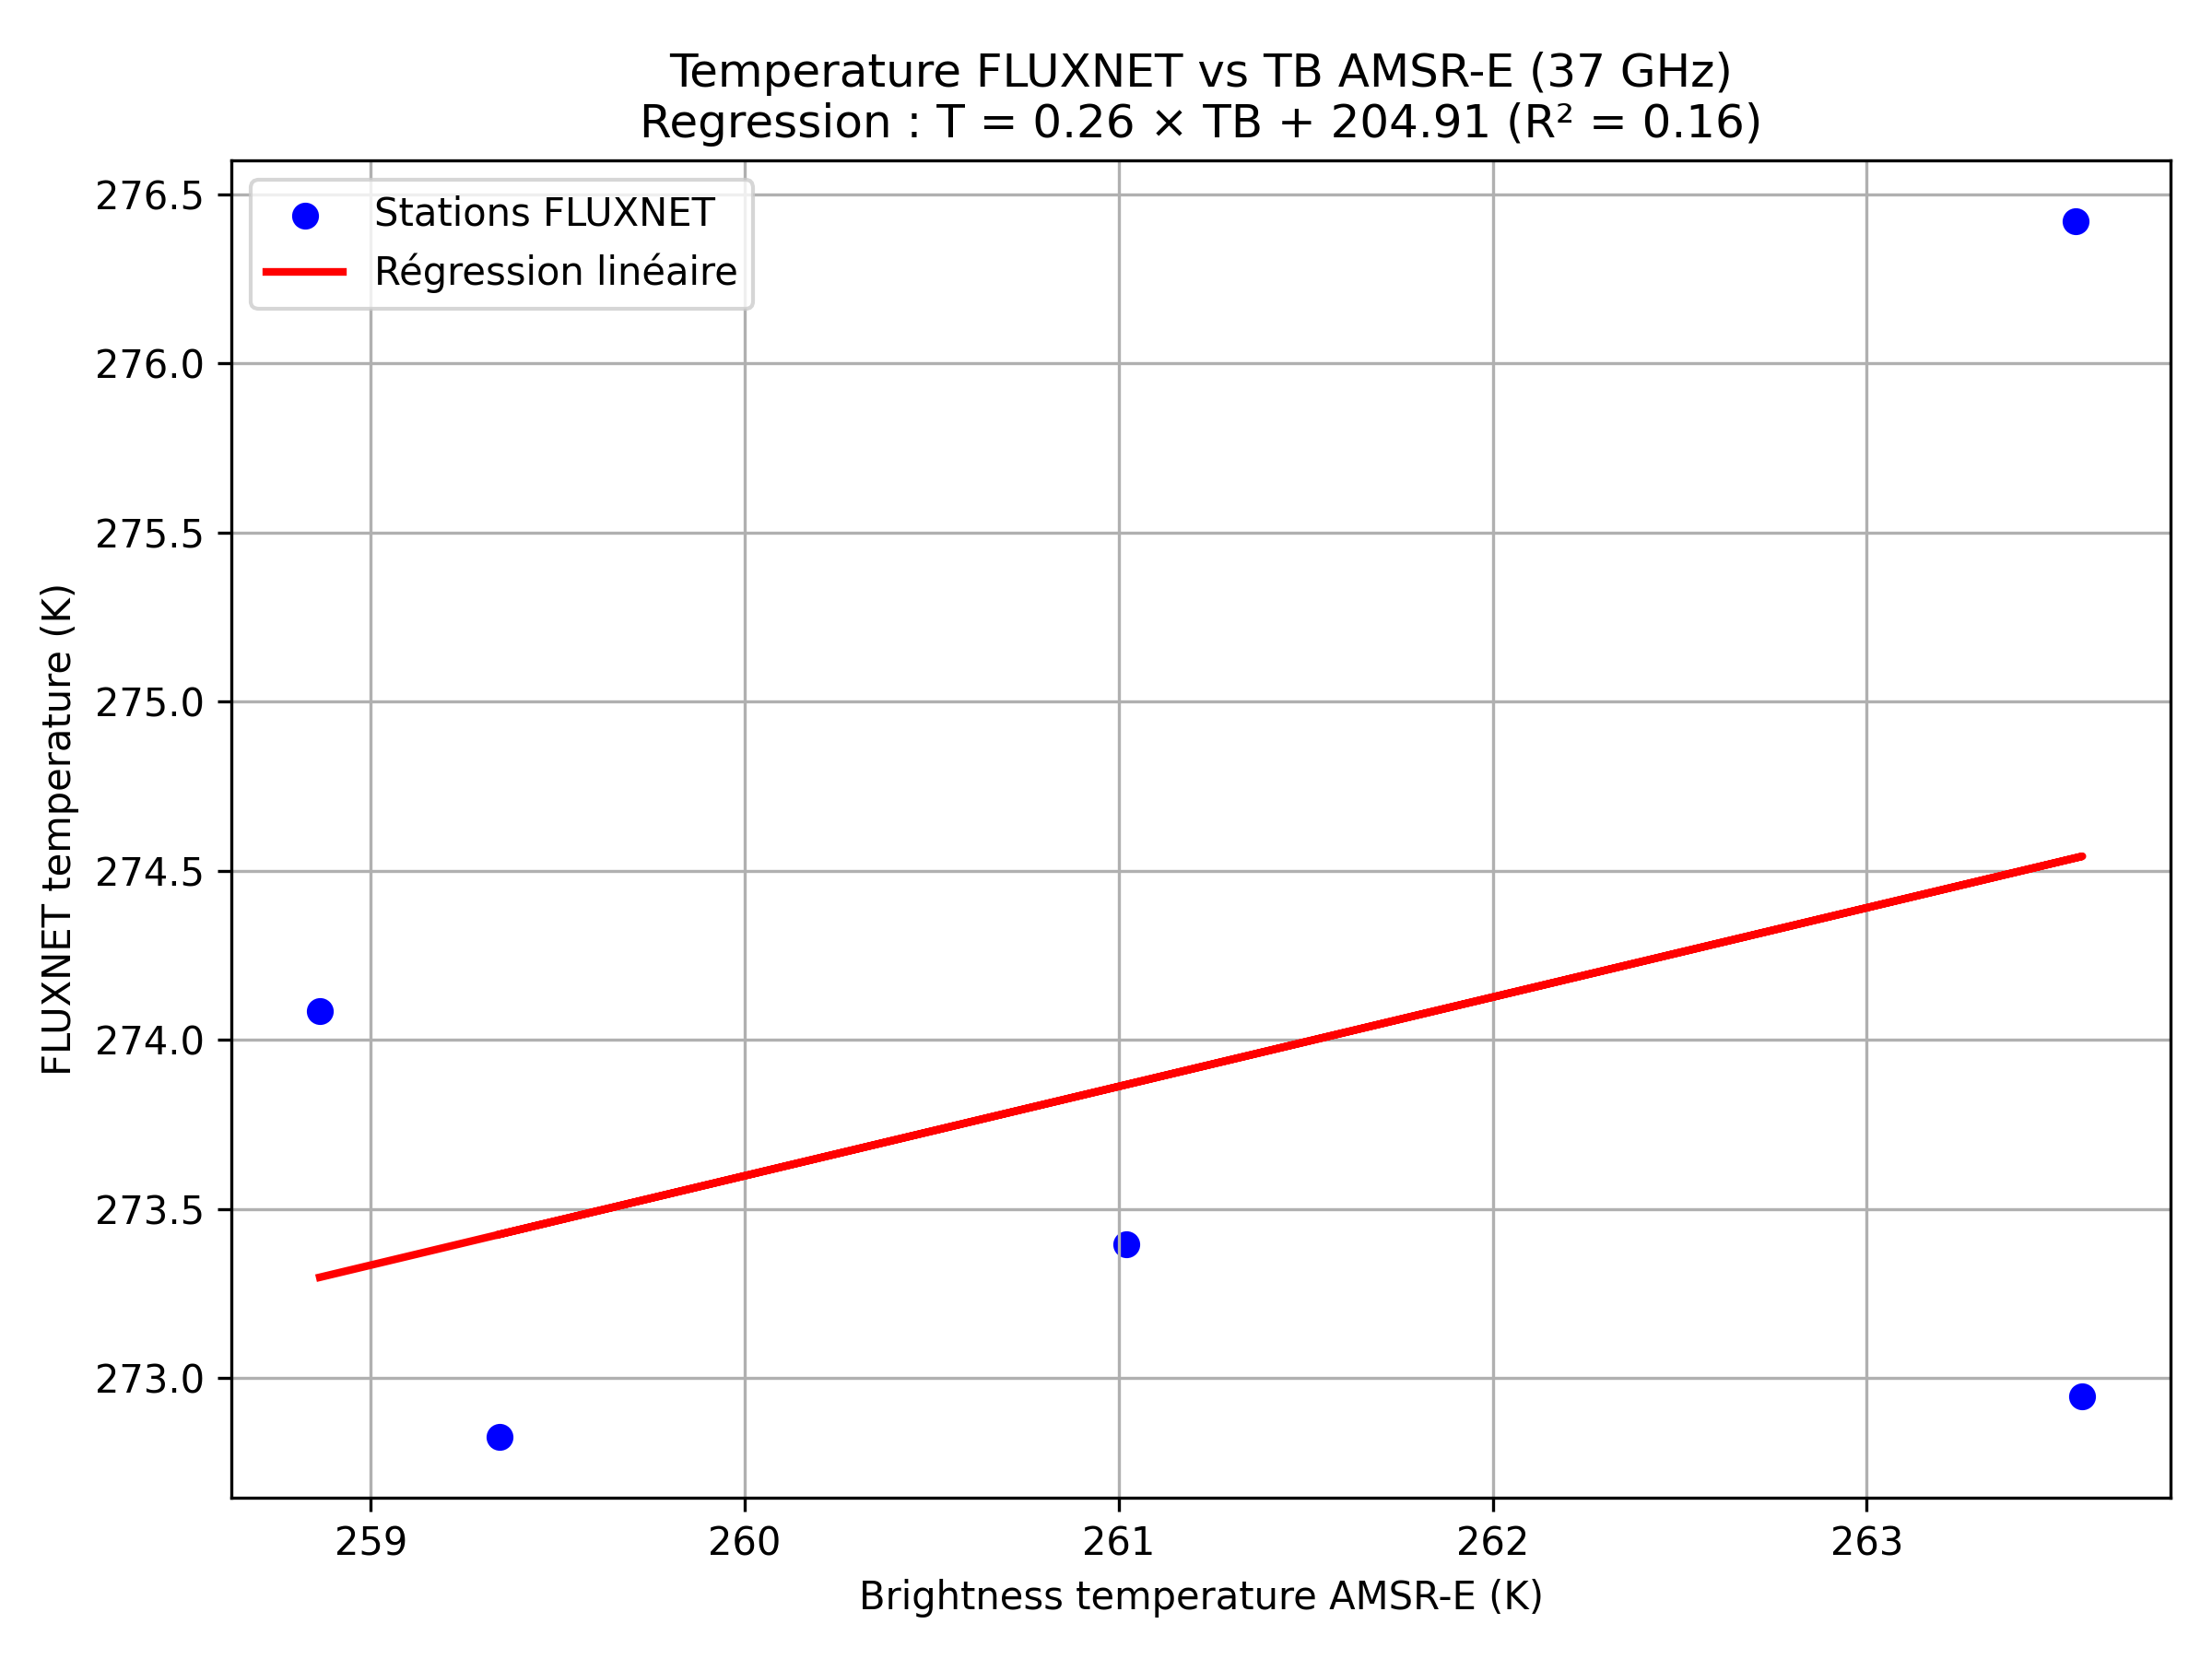 Temperature FLUXNET vs TB AMSR-E (37 GHz)
Regression : T = 0.26 × TB + 204.91 (R² = 0.16)
Stations FLUXNET
Régression linéaire
276.5
276.0
275.5
275.0
274.5
274.0
273.5
273.0
FLUXNET temperature (K)
259 260 261 262 263
Brightness temperature AMSR-E (K)